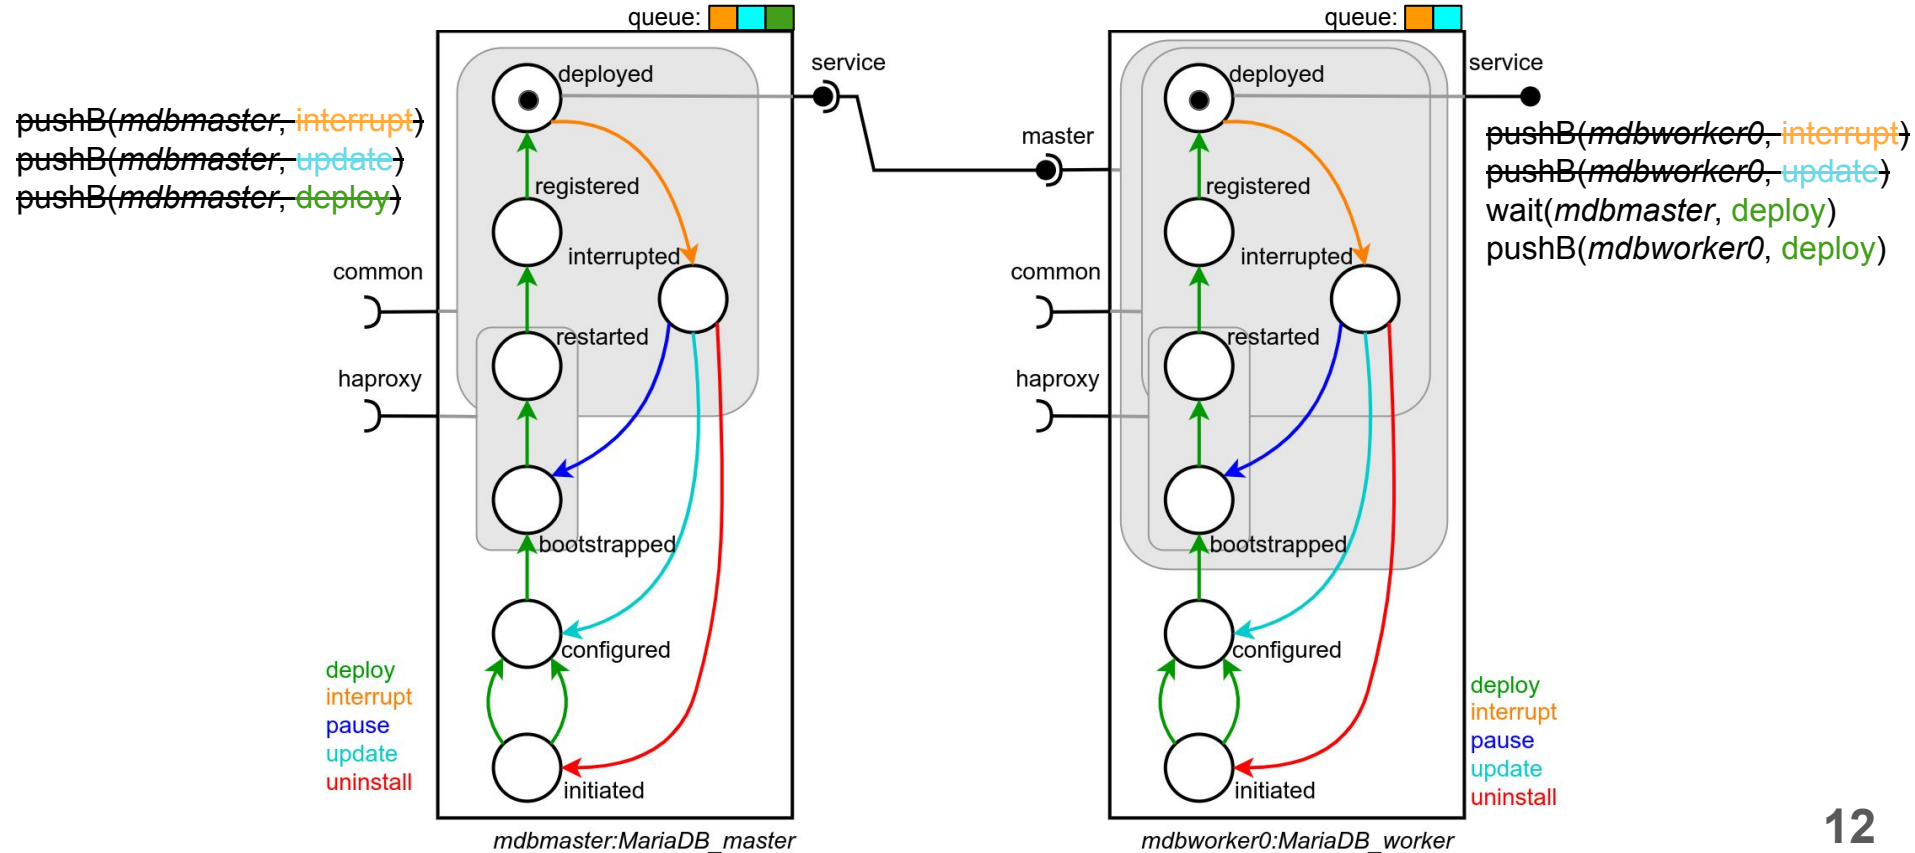 queue:
queue:
service
service
deployed
deployed
pushB(mdbmaster, interrupt)
pushB(mdbmaster, update)
pushB(mdbmaster, deploy)
master
pushB(mdbworker0, interrupt)
pushB(mdbworker0, update)
wait(mdbmaster, deploy)
pushB(mdbworker0, deploy)
registered
registered
interrupted
interrupted
common
common
restarted
restarted
haproxy
haproxy
bootstrapped
bootstrapped
configured
configured
deploy
interrupt
pause
update
uninstall
deploy
interrupt
pause
update
uninstall
initiated
initiated
mdbmaster:MariaDB_master
mdbworker0:MariaDB_worker
12